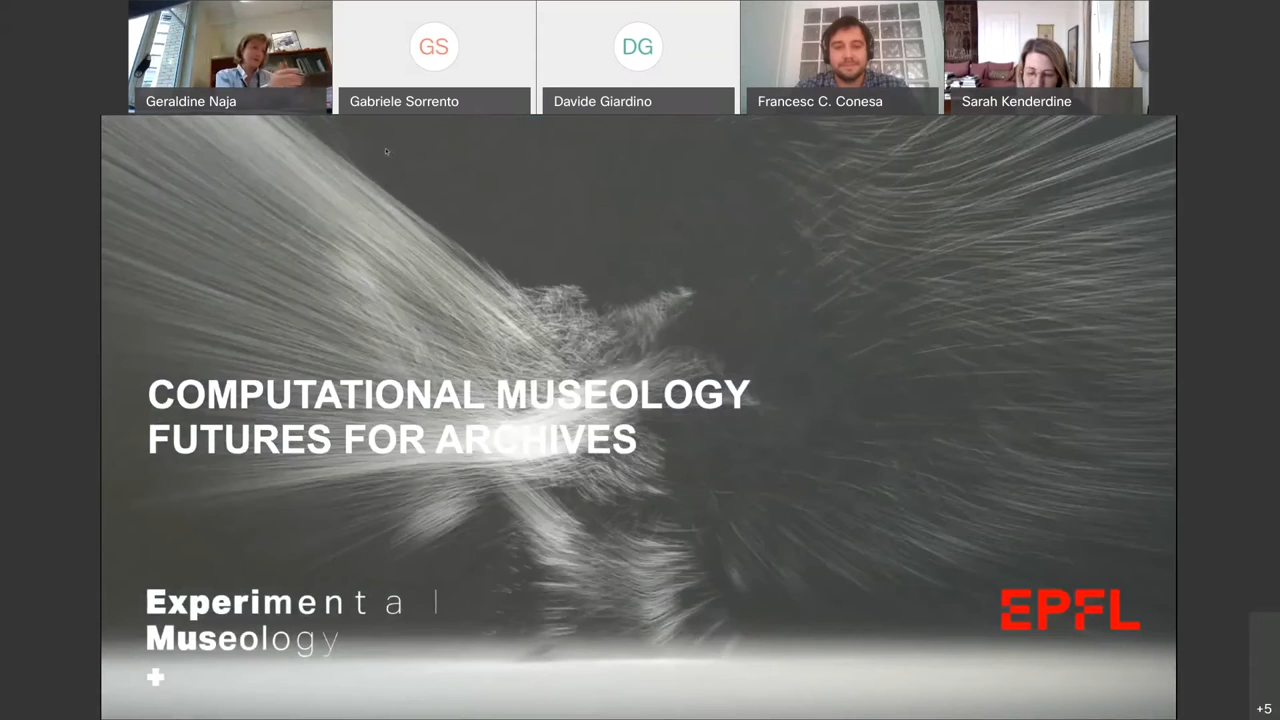 GS
DG
Geraldine Naja
Gabriele Sorrento
Davide Giardino
Francesc C. Conesa
Sarah Kenderdine
COMPUTATIONAL MUSEOLOGY
FUTURES FOR ARCHIVES
Experimental
Museology
EPFL
+5